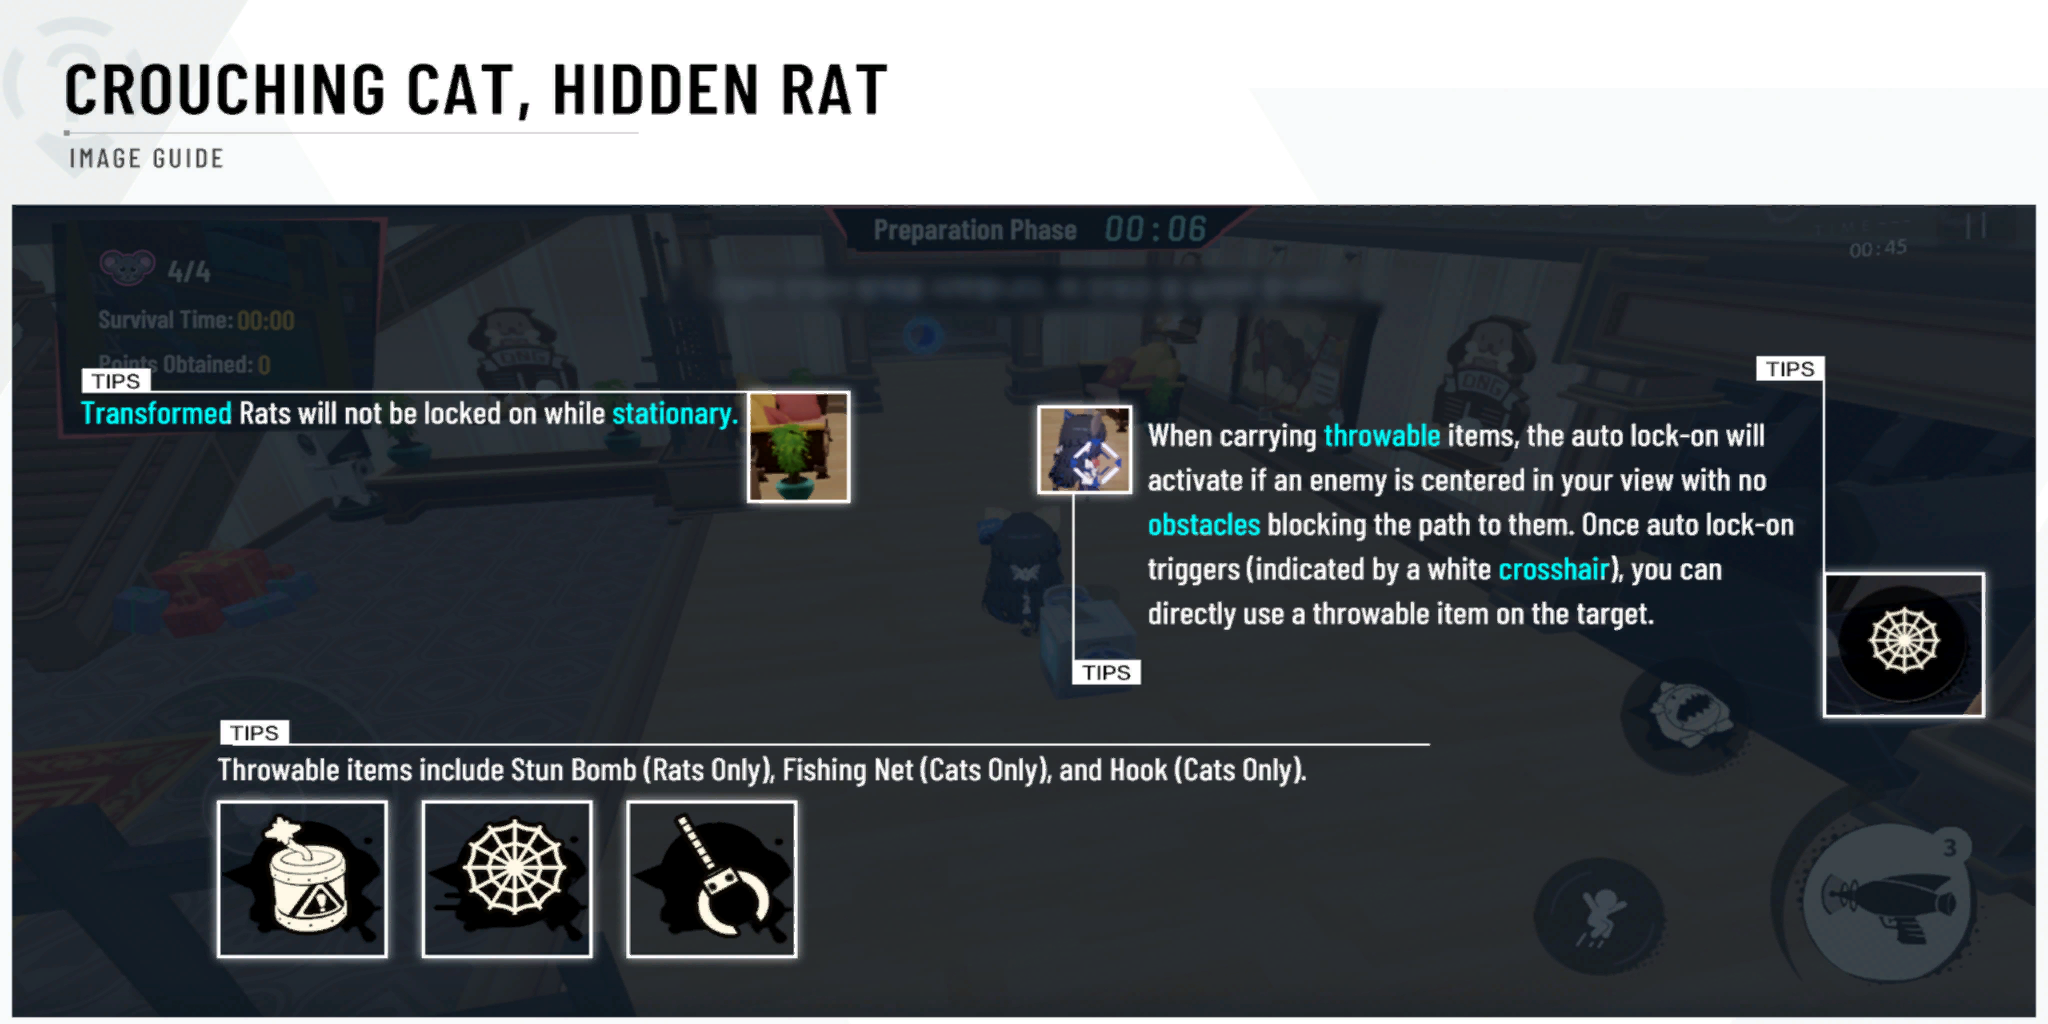 CROUCHING CAT, HIDDEN RAT
IMAGE GUIDE
Preparation Phase 00:06
00:45
4/4
Survival Time: 00:00
Points Obtained: 0
TIPS
Transformed Rats will not be locked on while stationary.
TIPS
When carrying throwable items, the auto lock-on will
activate if an enemy is centered in your view with no
obstacles blocking the path to them. Once auto lock-on
triggers (indicated by a white crosshair), you can
directly use a throwable item on the target.
TIPS
TIPS
Throwable items include Stun Bomb (Rats Only), Fishing Net (Cats Only), and Hook (Cats Only).
3